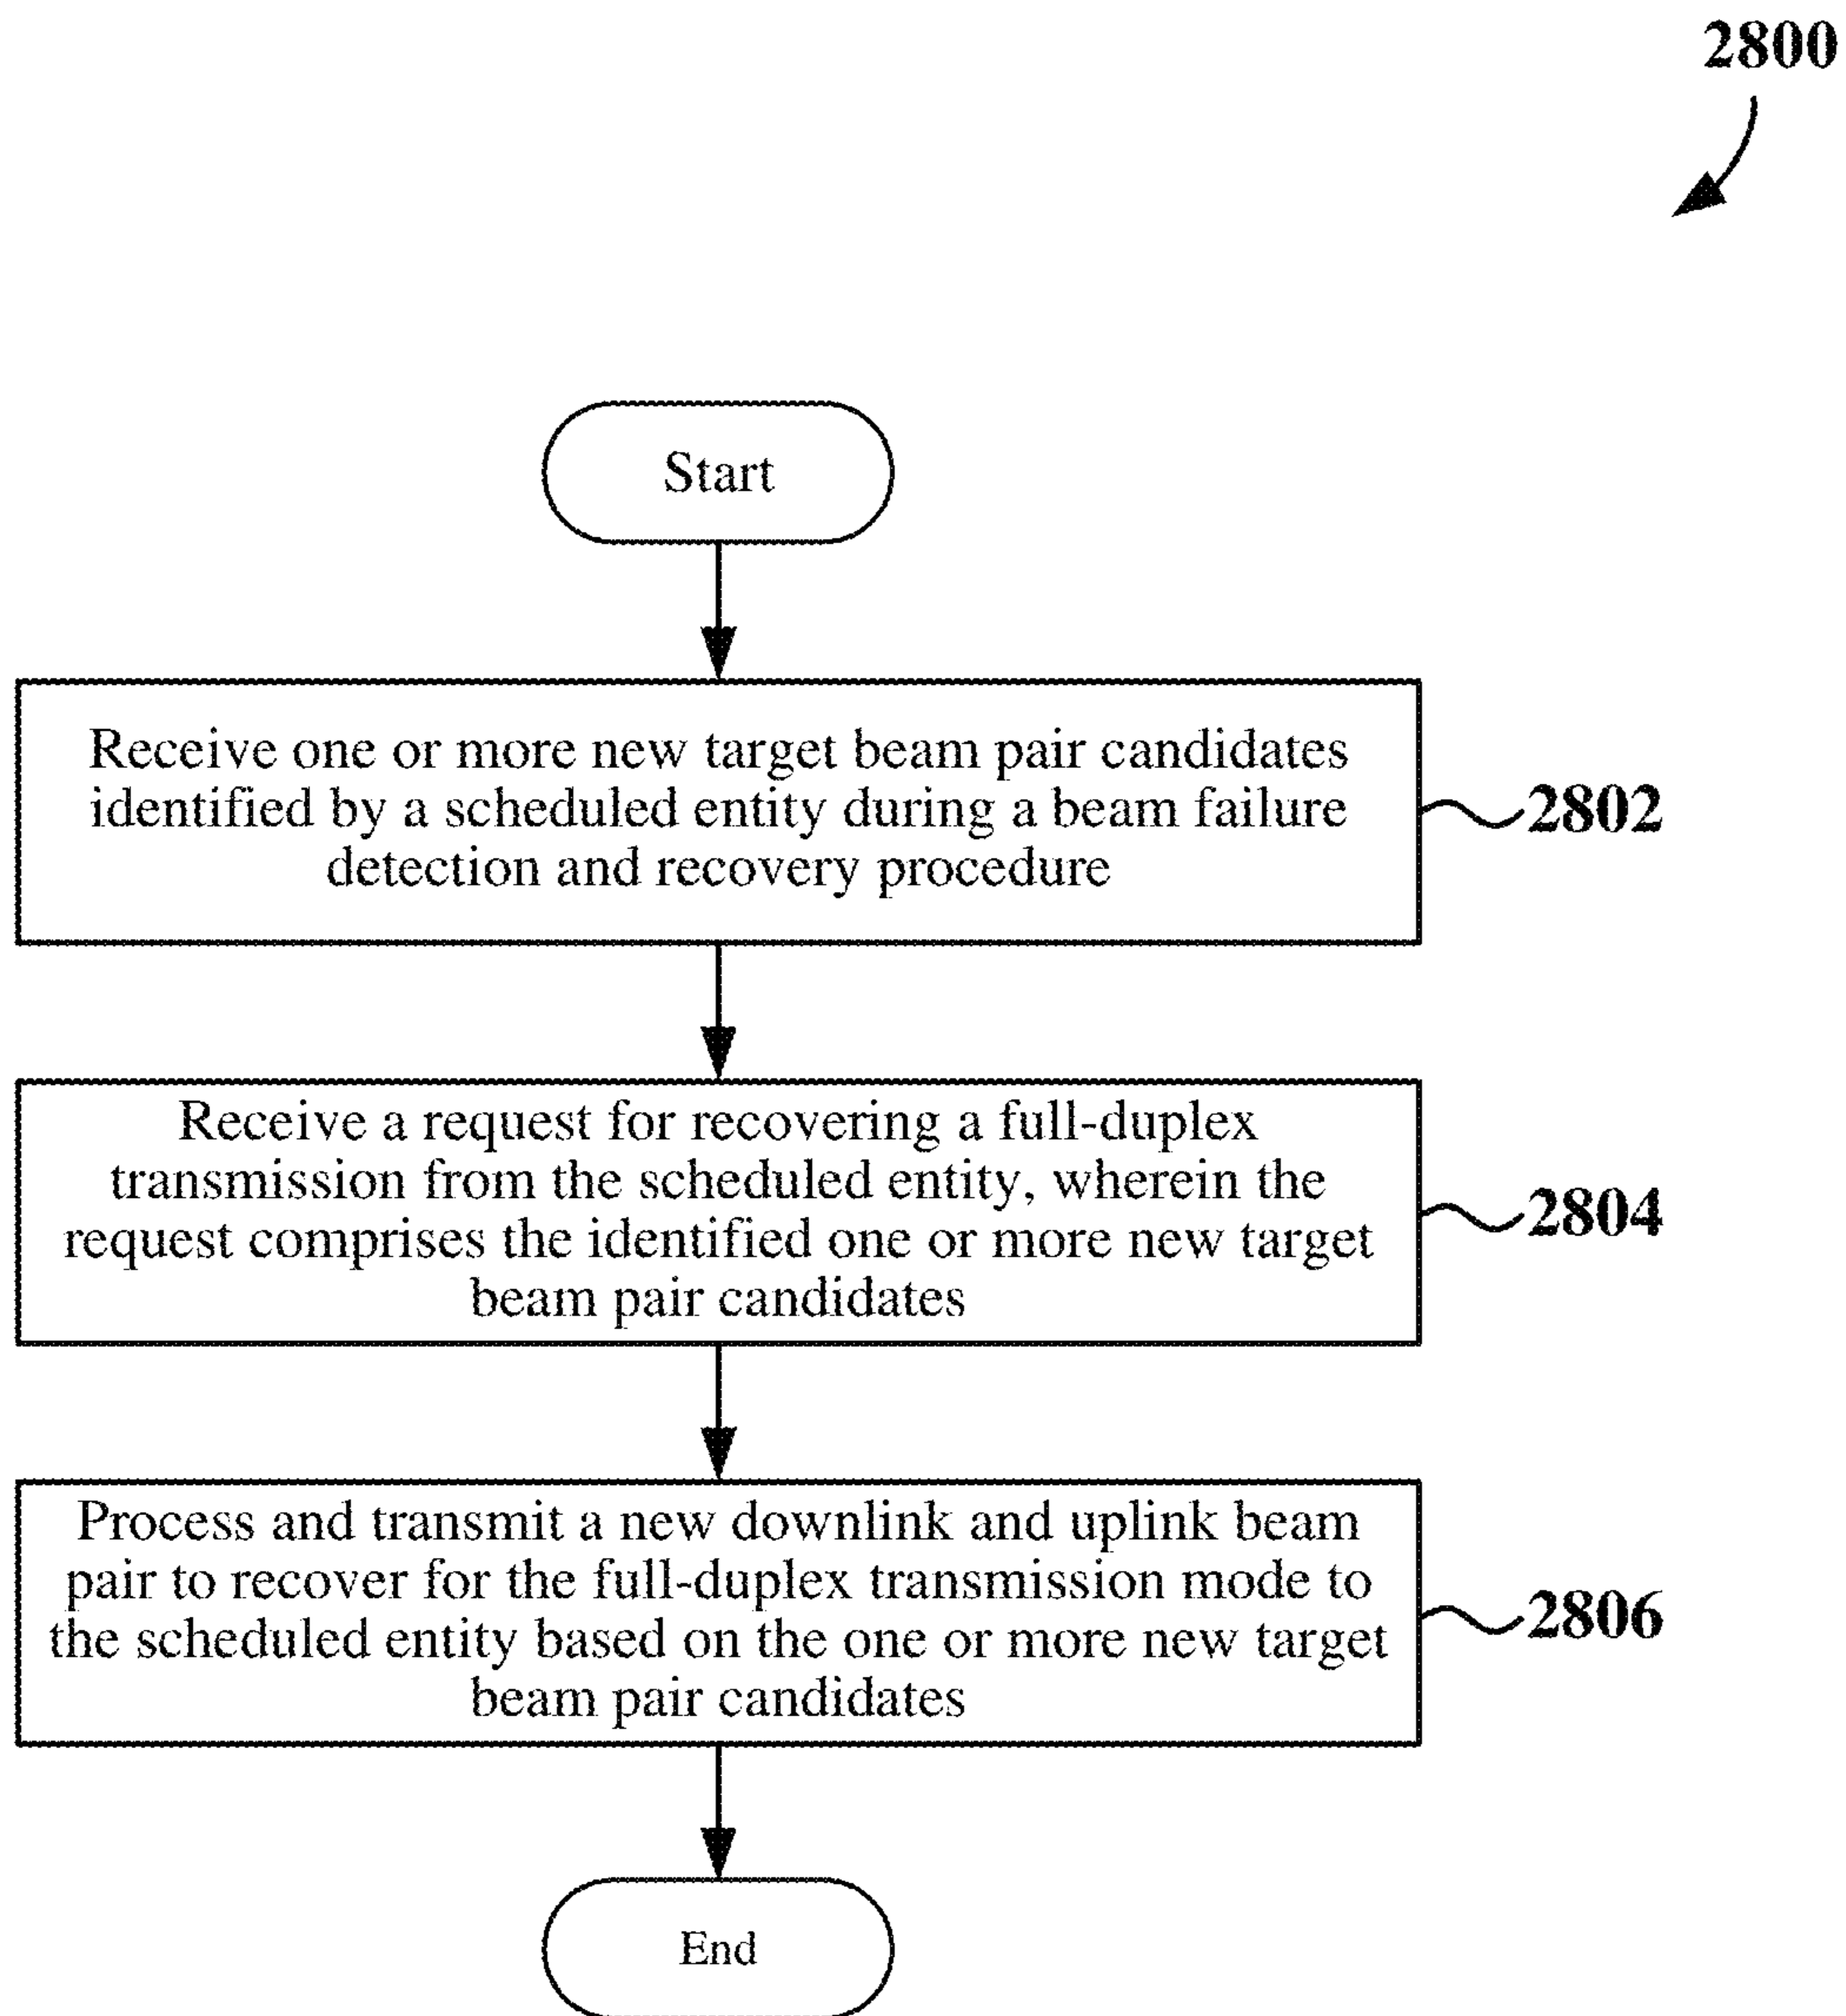 2800
Start
Receive one or more new target beam pair candidates
identified by a scheduled entity during a beam failure
detection and recovery procedure
2802
Receive a request for recovering a full-duplex
transmission from the scheduled entity, wherein the
request comprises the identified one or more new target
beam pair candidates
2804
Process and transmit a new downlink and uplink beam
pair to recover for the full-duplex transmission mode to
the scheduled entity based on the one or more new target
beam pair candidates
2806
End